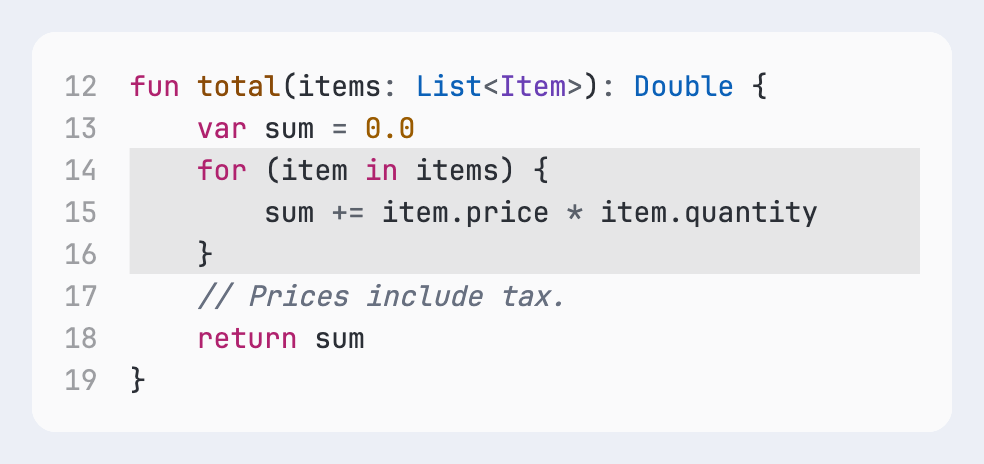 12 fun total(items: List<Item>): Double {
13     var sum = 0.0
14     for (item in items) {
15         sum += item.price * item.quantity
16     }
17     // Prices include tax.
18     return sum
19 }